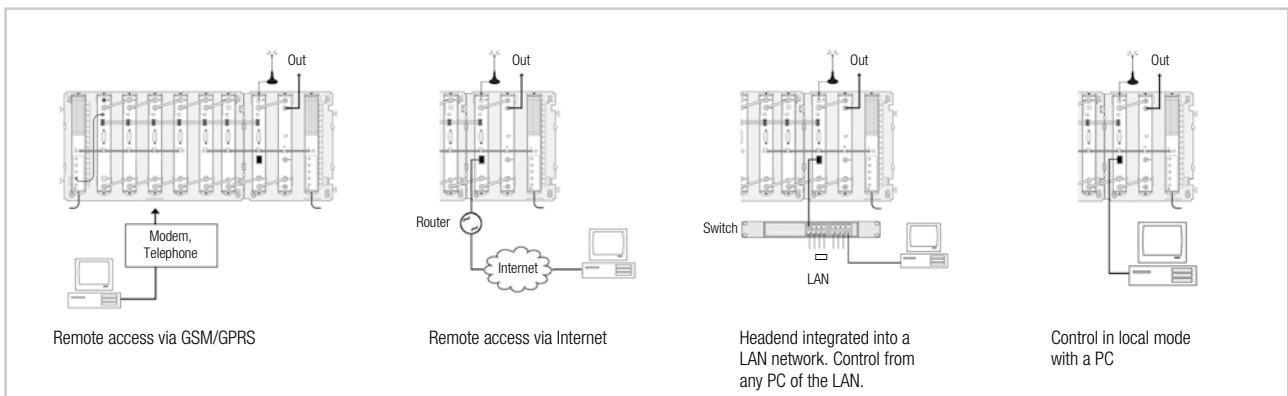 Out
Modem,
Telephone
Remote access via GSM/GPRS
Out
Router
Internet
Remote access via Internet
Out
Switch
LAN
Headend integrated into a
LAN network. Control from
any PC of the LAN.
Out
Control in local mode
with a PC